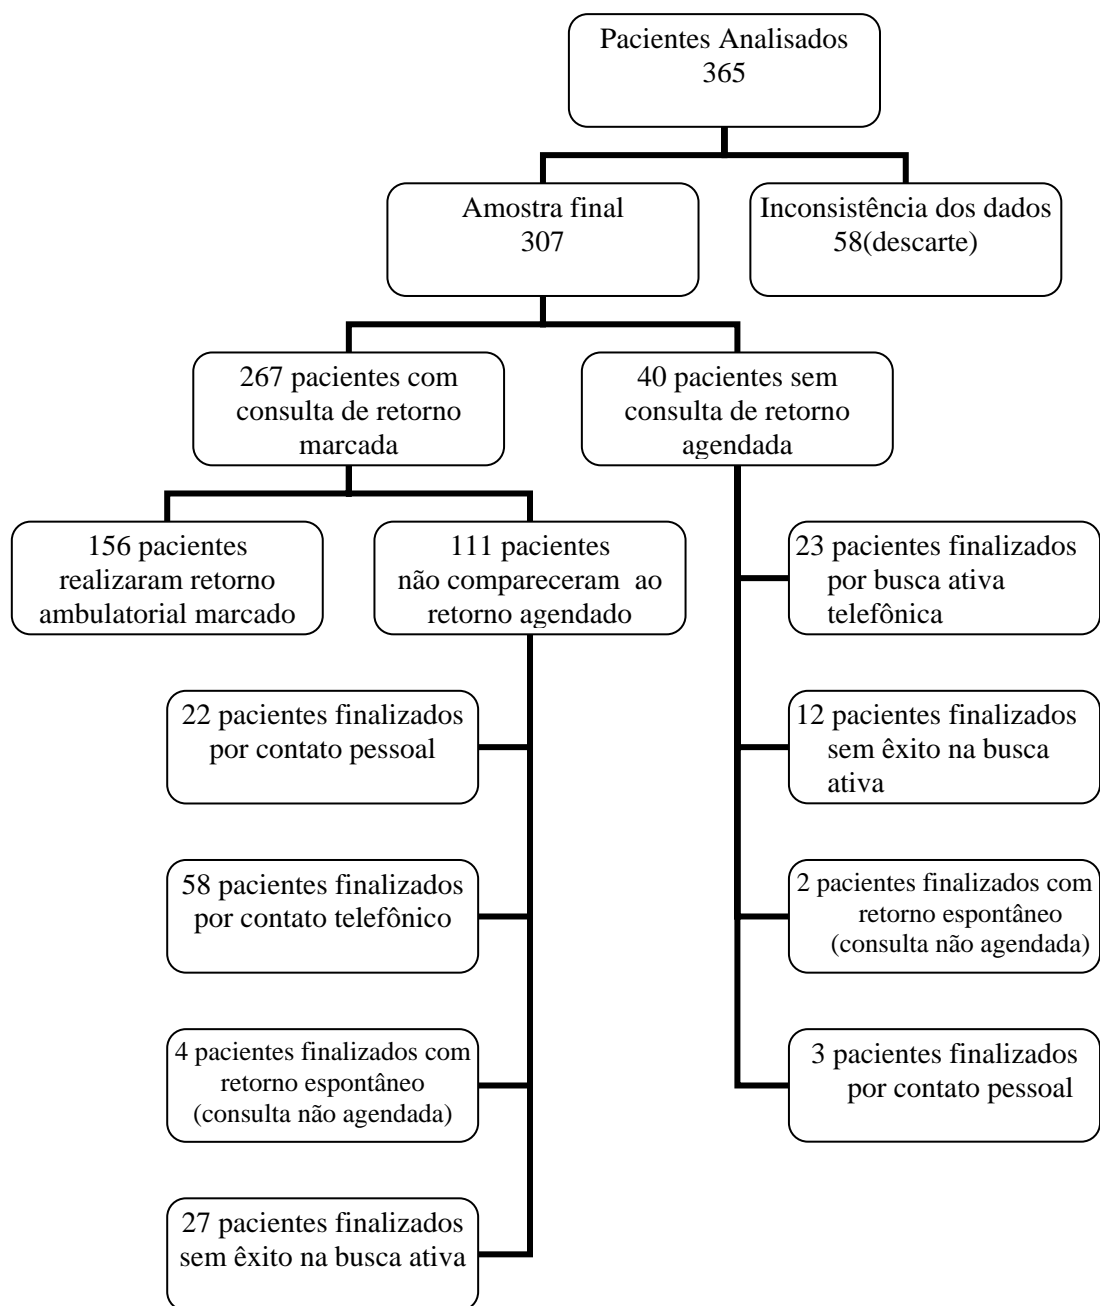 Pacientes Analisados
365
Amostra final
307
Inconsistência dos dados
58(descarte)
267 pacientes com
consulta de retorno
marcada
40 pacientes sem
consulta de retorno
agendada
156 pacientes
realizaram retorno
ambulatorial marcado
111 pacientes
não compareceram ao
retorno agendado
23 pacientes finalizados
por busca ativa
telefônica
22 pacientes finalizados
por contato pessoal
12 pacientes finalizados
sem êxito na busca
ativa
58 pacientes finalizados
por contato telefônico
2 pacientes finalizados com
retorno espontâneo
(consulta não agendada)
4 pacientes finalizados com
retorno espontâneo
(consulta não agendada)
3 pacientes finalizados
por contato pessoal
27 pacientes finalizados
sem êxito na busca ativa